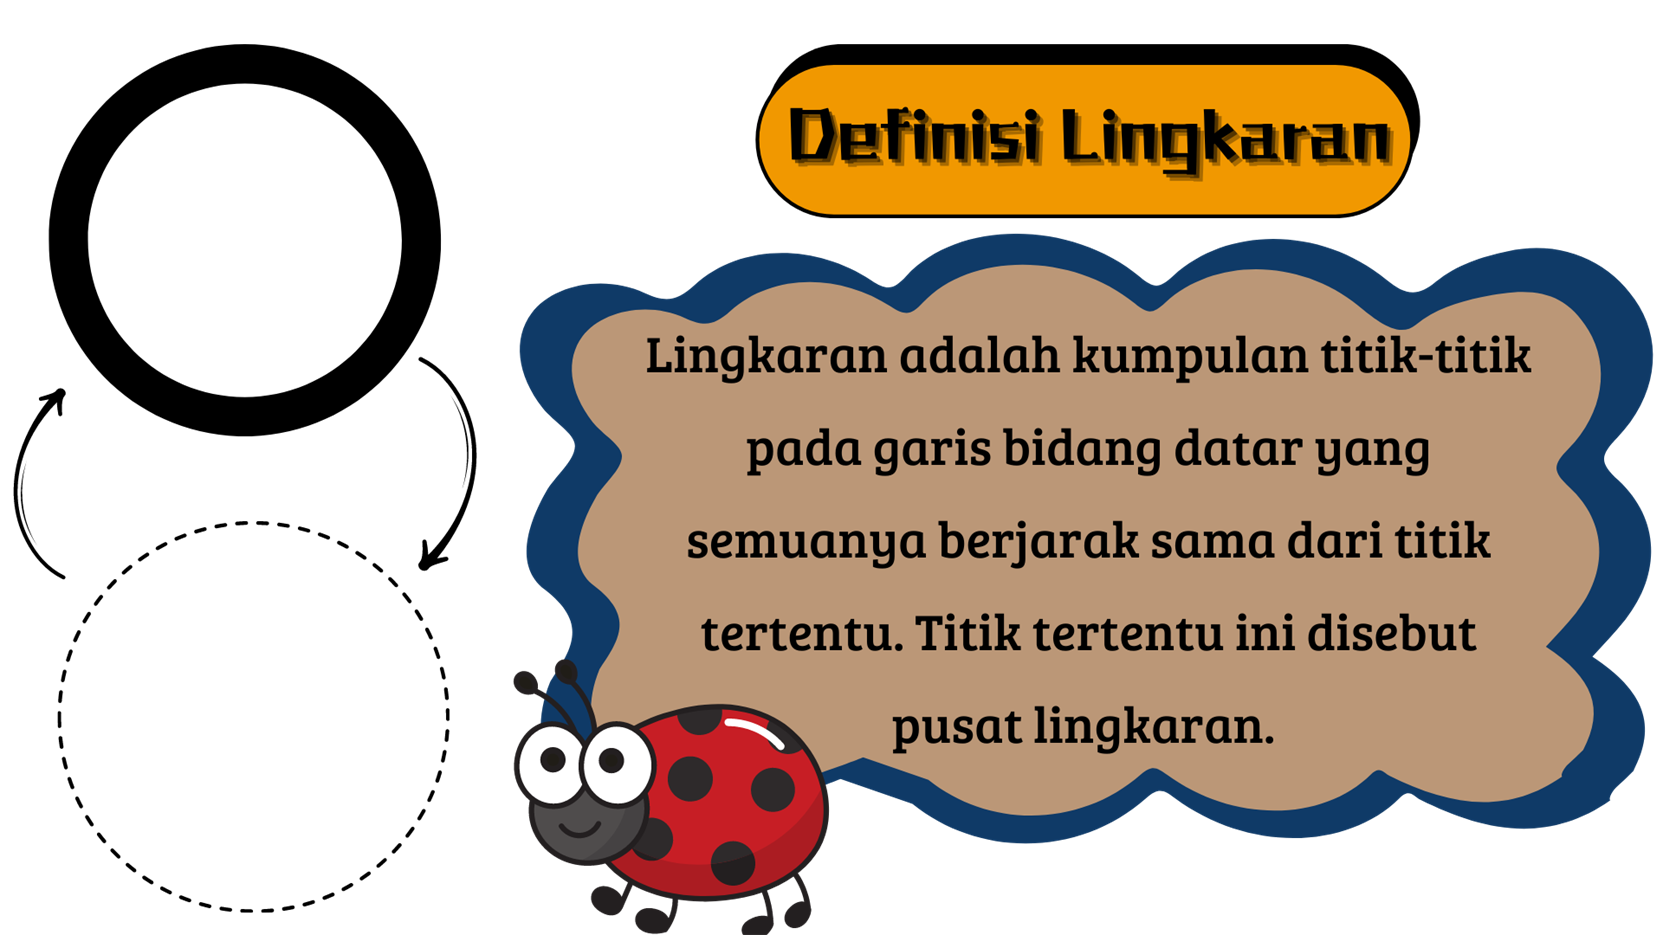 Definisi Lingkaran
Lingkaran adalah kumpulan titik-titik
pada garis bidang datar yang
semuanya berjarak sama dari titik
tertentu. Titik tertentu ini disebut
pusat lingkaran.